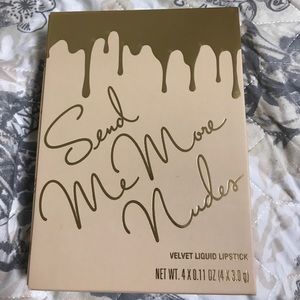 Send
Me More
Nudes
VELVET LIQUID LIPSTICK
NET WT. 4 X 0.11 OZ (4 X 3.0 g)